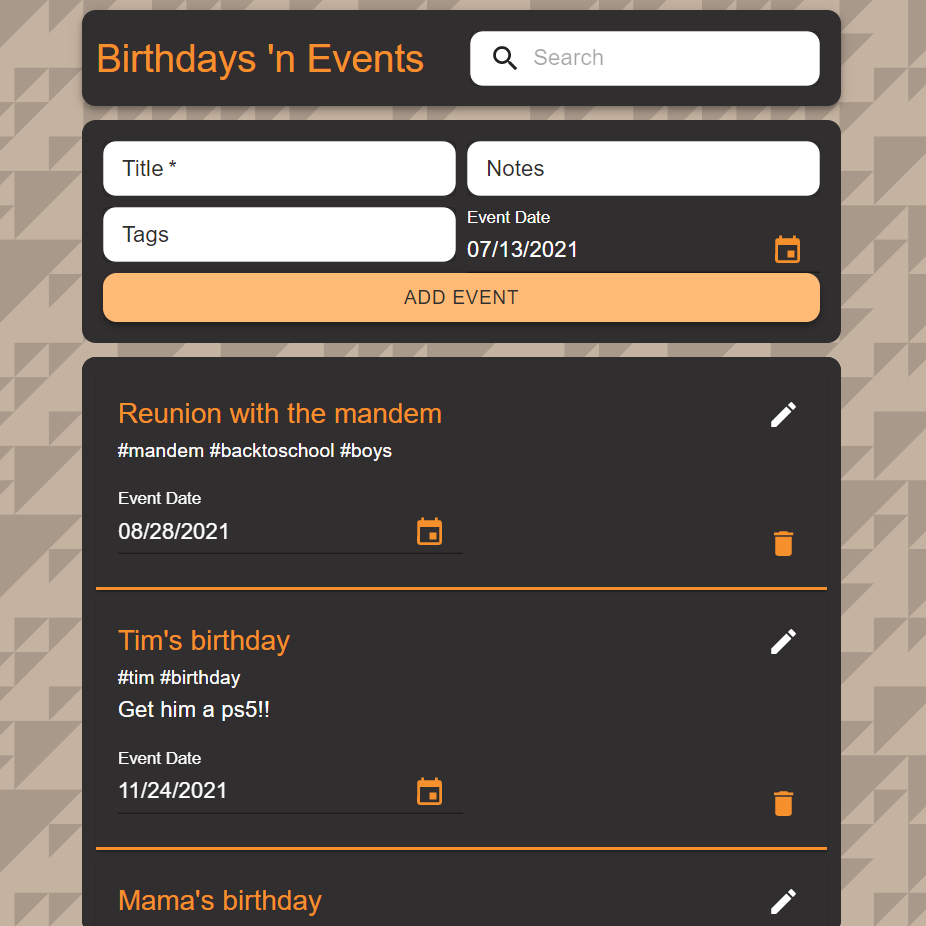 Birthdays 'n Events
Search
Title *
Notes
Tags
Event Date
07/13/2021
ADD EVENT
Reunion with the mandem
#mandem #backtoschool #boys
Event Date
08/28/2021
Tim's birthday
#tim #birthday
Get him a ps5!!
Event Date
11/24/2021
Mama's birthday